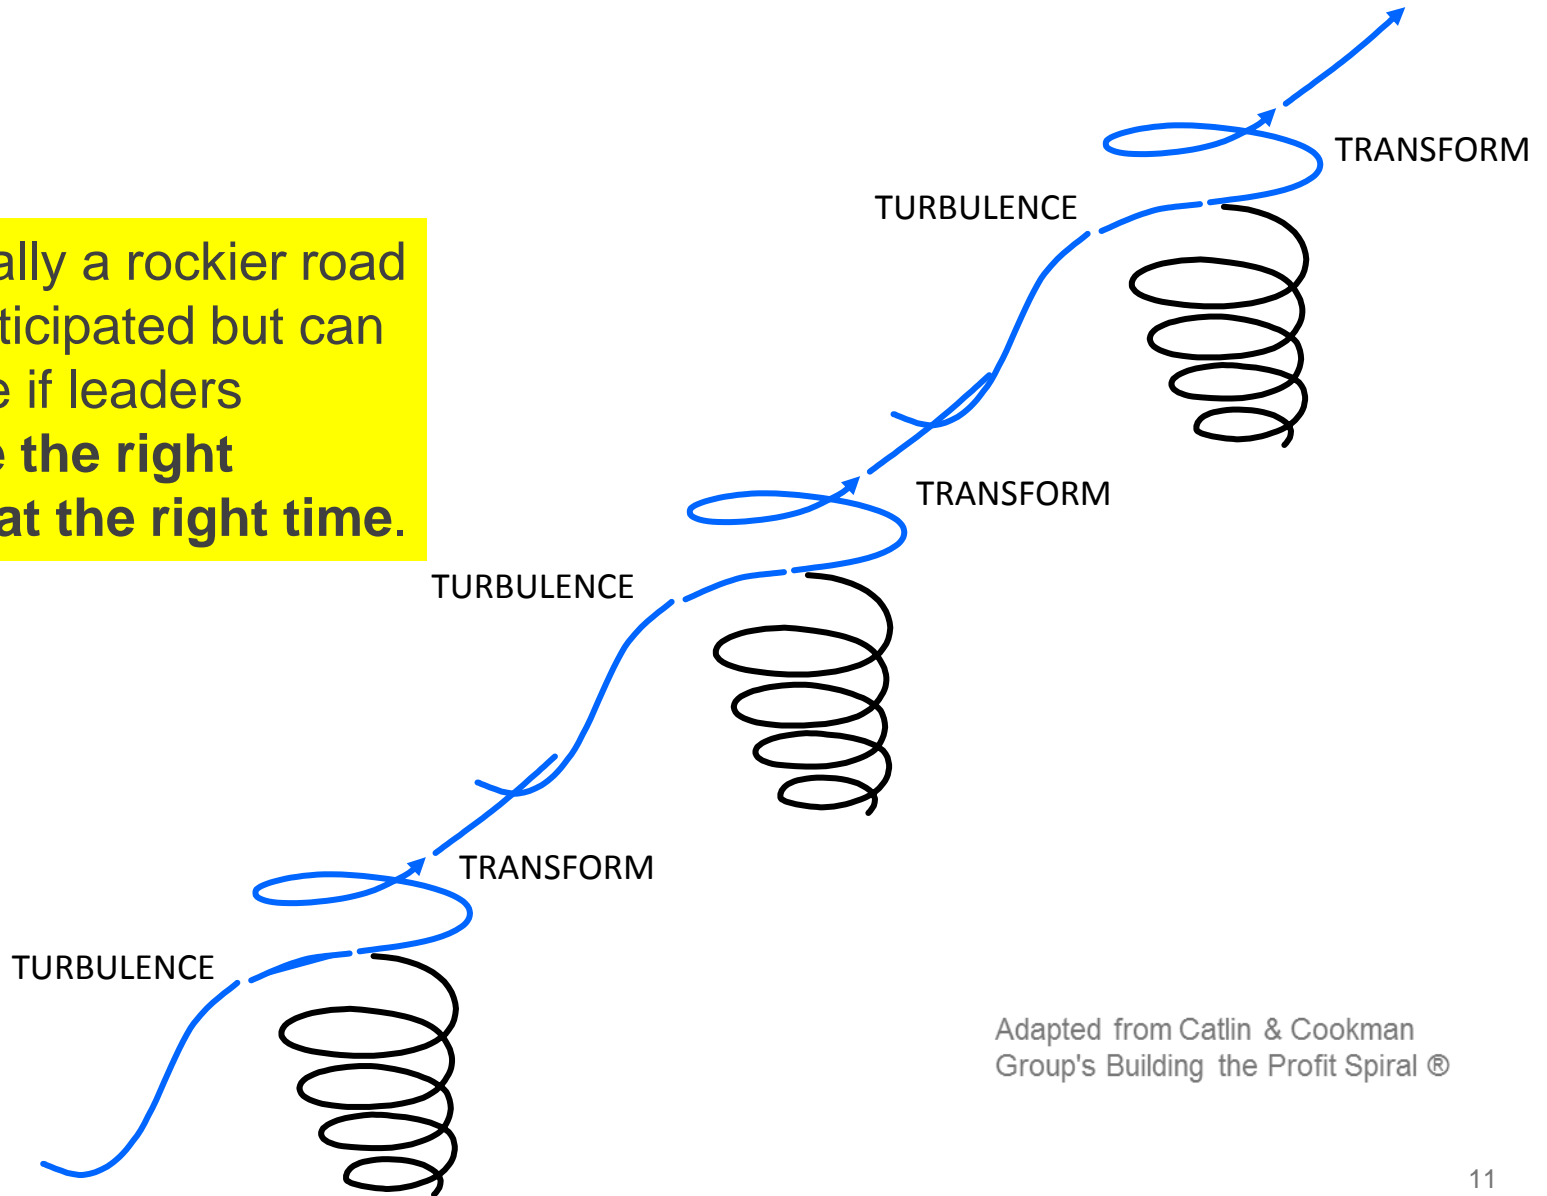 ally a rockier road
ticipated but can
e if leaders
e the right
at the right time.
TRANSFORM
TURBULENCE
TRANSFORM
TURBULENCE
TRANSFORM
TURBULENCE
Adapted from Catlin & Cookman
Group's Building the Profit Spiral ®
11